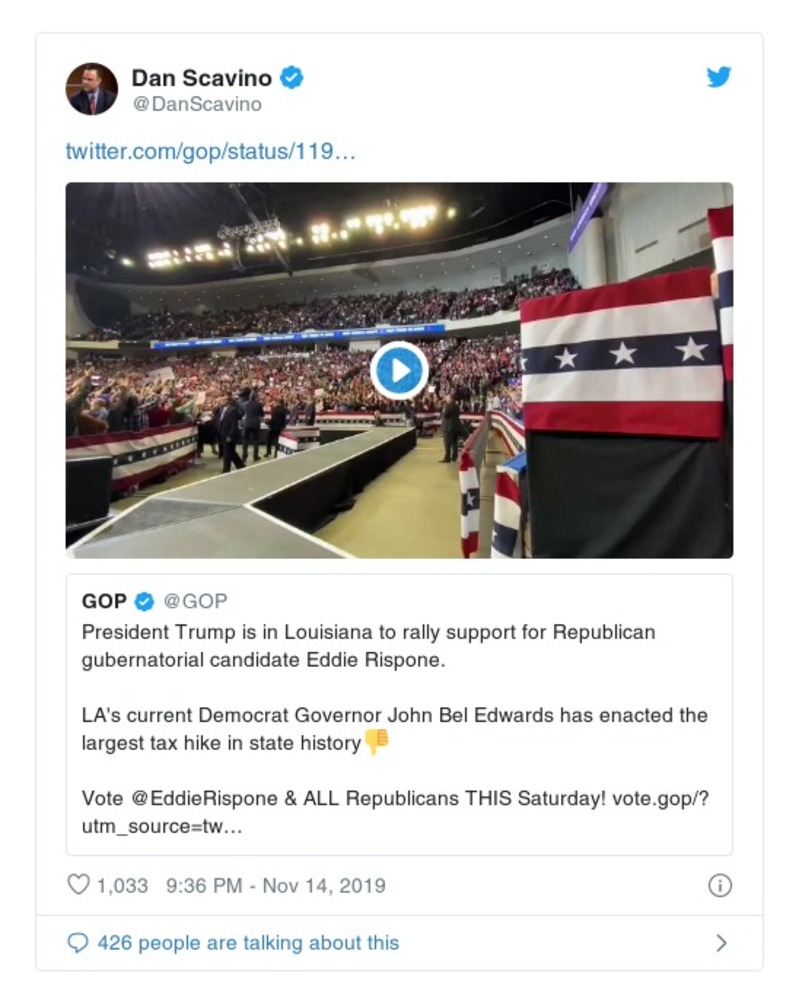 Dan Scavino
@DanScavino
twitter.com/gop/status/119…
GOP @GOP
President Trump is in Louisiana to rally support for Republican
gubernatorial candidate Eddie Rispone.
LA's current Democrat Governor John Bel Edwards has enacted the
largest tax hike in state history👎
Vote @EddieRispone & ALL Republicans THIS Saturday! vote.gop/?
utm_source=tw…
1,033 9:36 PM - Nov 14, 2019
426 people are talking about this